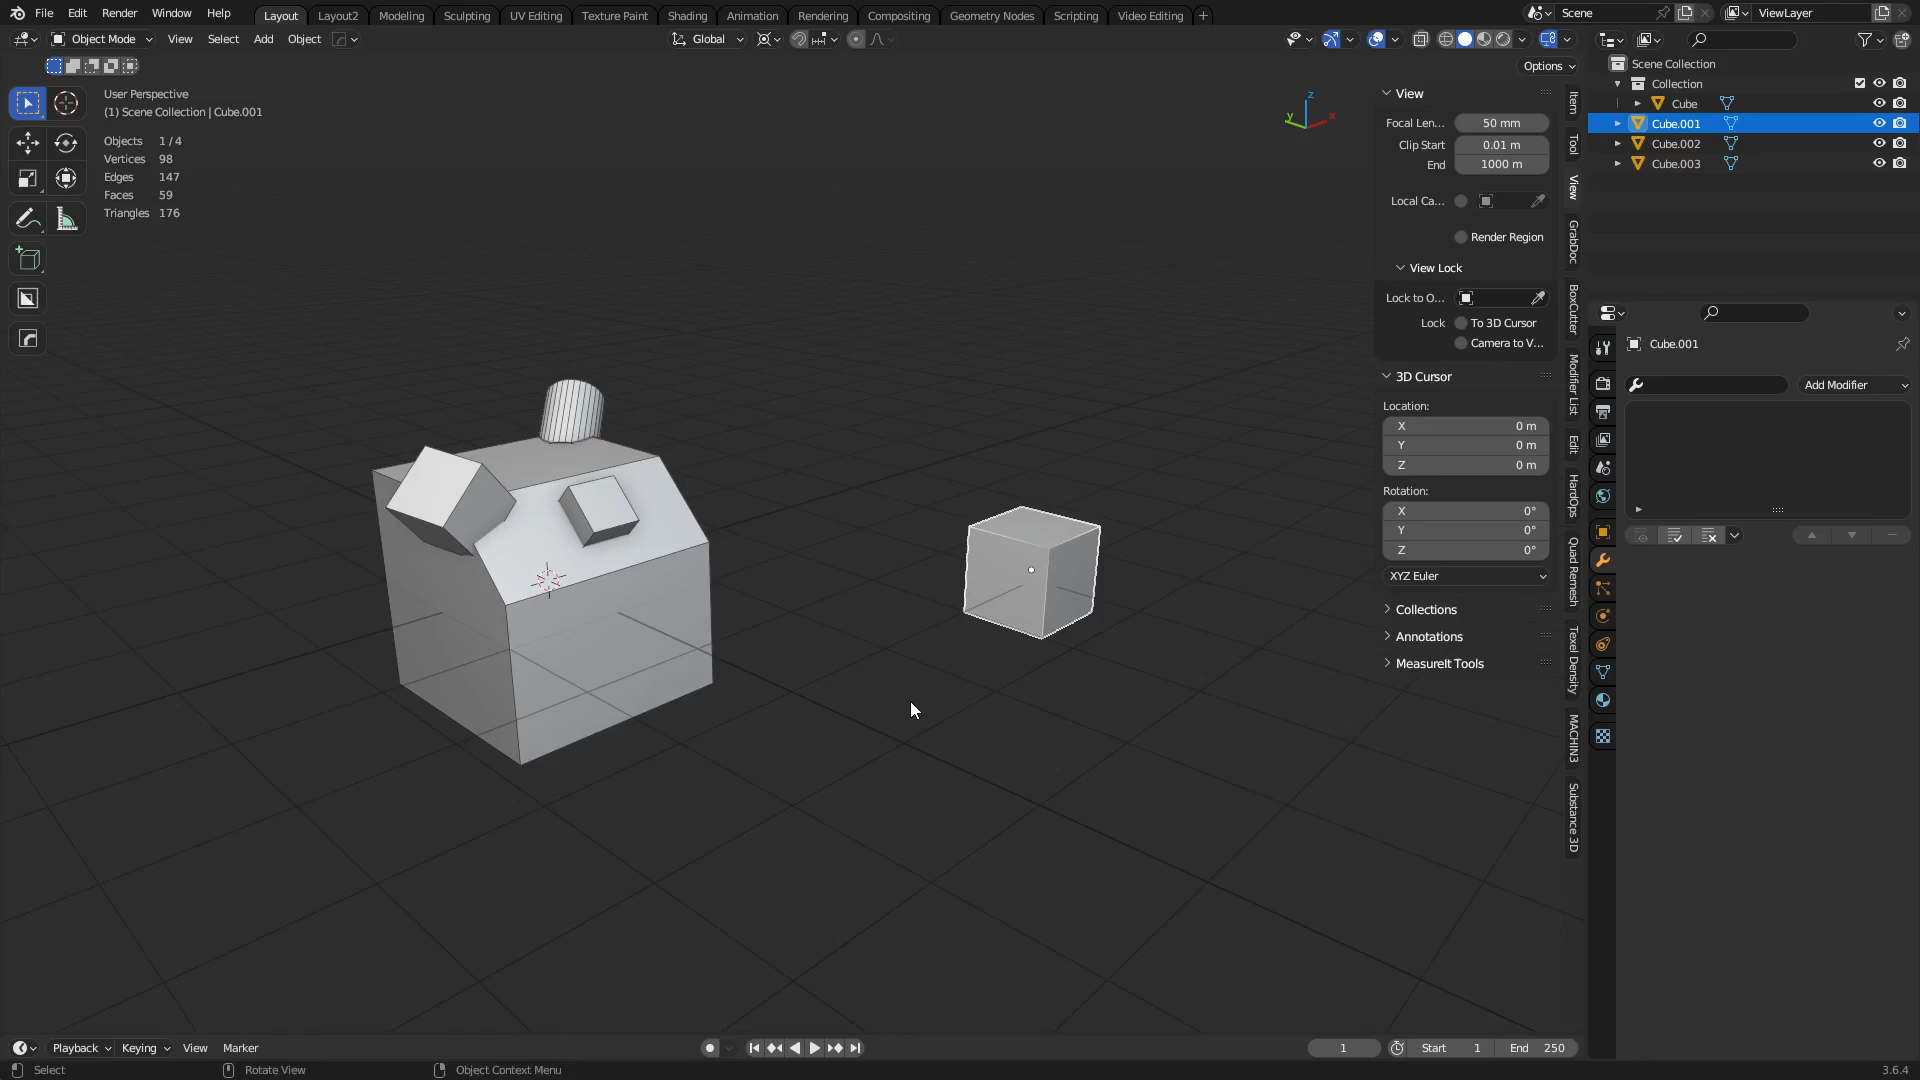 File Edit Render Window Help Layout Layout2 Modeling Sculpting UV Editing Texture Paint Shading Animation Rendering Compositing Geometry Nodes Scripting Video Editing + Scene ViewLayer
Object Mode View Select Add Object Global
Options
User Perspective
(1) Scene Collection | Cube.001
Objects 1/4
Vertices 98
Edges 147
Faces 59
Triangles 176
Z
Y
X
View
Focal Len... 50 mm
Clip Start 0.01 m
End 1000 m
Local Ca...
Render Region
View Lock
Lock to O...
Lock To 3D Cursor
Camera to V...
3D Cursor
Location:
X 0 m
Y 0 m
Z 0 m
Rotation:
X 0°
Y 0°
Z 0°
XYZ Euler
Collections
Annotations
MeasureIt Tools
Item
Tool
View
GrabDoc
BoxCutter
Modifier List
Edit
HardOps
Quad Remesh
Texel Density
MACHIN3
Substance 3D
Scene Collection
Collection
Cube
Cube.001
Cube.002
Cube.003
Cube.001
Add Modifier
Playback Keying View Marker 1 Start 1 End 250
Select Rotate View Object Context Menu 3.6.4